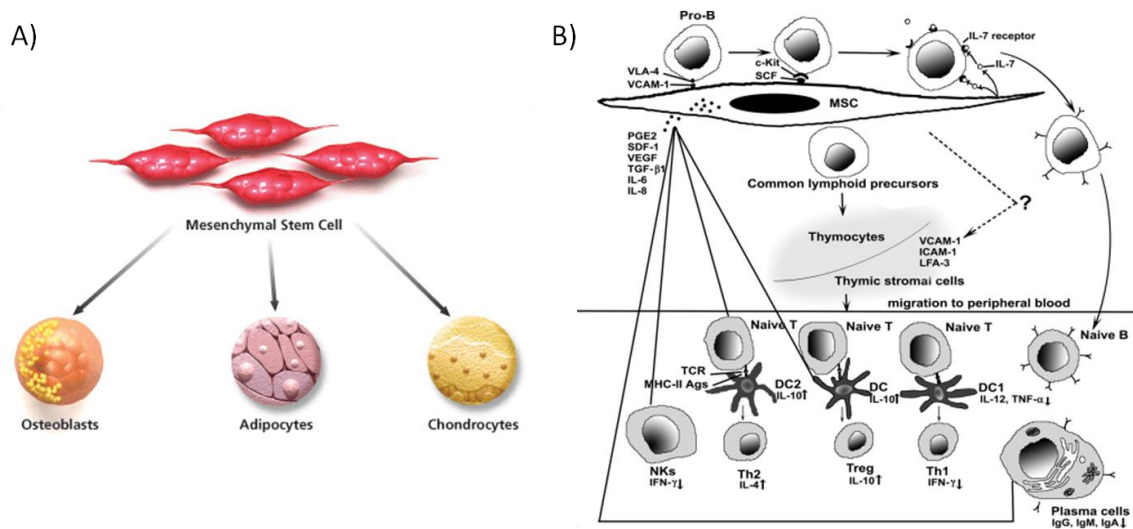 A)
Mesenchymal Stem Cell
Osteoblasts
Adipocytes
Chondrocytes
B)
Pro-B
VLA-4
VCAM-1
c-Kit
SCF
IL-7 receptor
IL-7
MSC
PGE2
SDF-1
VEGF
TGF-β1
IL-6
IL-8
Common lymphoid precursors
?
Thymocytes
VCAM-1
ICAM-1
LFA-3
Thymic stromal cells
migration to peripheral blood
Naive T
Naive T
Naive T
Naive B
TCR
MHC-II Ags
DC2
IL-10↑
DC
IL-10↑
DC1
IL-12, TNF-α↓
NKs
IFN-γ↓
Th2
IL-4↑
Treg
IL-10↑
Th1
IFN-γ↓
Plasma cells
IgG, IgM, IgA↓